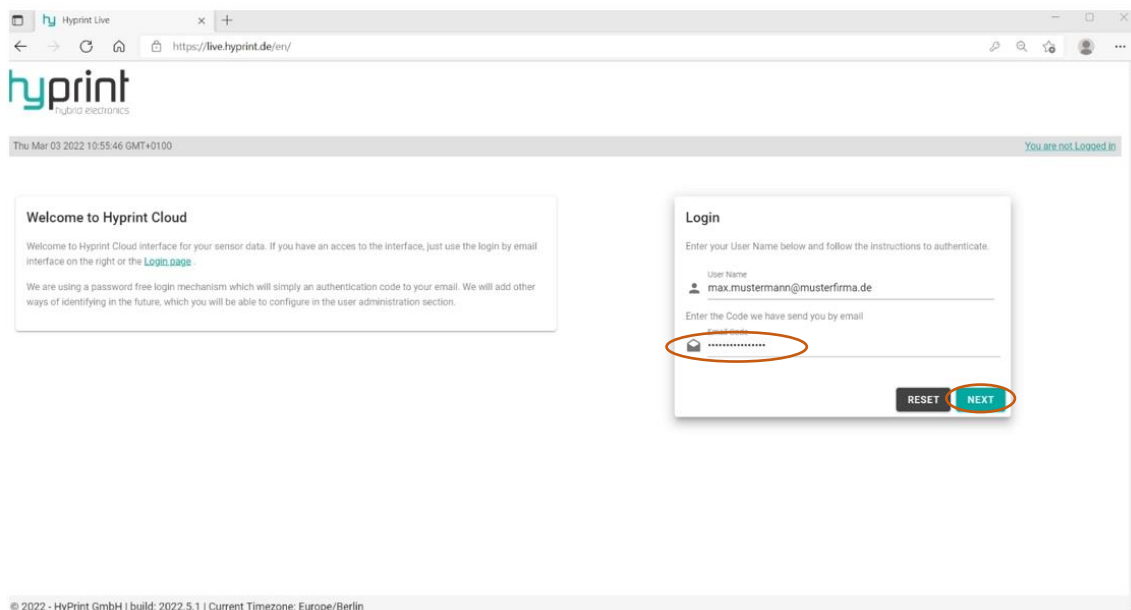 hy Hyprint Live
https://live.hyprint.de/en/
hyprint
hybrid electronics
Thu Mar 03 2022 10:55:46 GMT+0100
You are not Logged in
Welcome to Hyprint Cloud
Welcome to Hyprint Cloud interface for your sensor data. If you have an acces to the interface, just use the login by email
interface on the right or the Login page .
We are using a password free login mechanism which will simply an authentication code to your email. We will add other
ways of identifying in the future, which you will be able to configure in the user administration section.
Login
Enter your User Name below and follow the instructions to authenticate.
User Name
max.mustermann@musterfirma.de
Enter the Code we have send you by email
Email Code
••••••••••••••••
RESET NEXT
© 2022 - HyPrint GmbH | build: 2022.5.1 | Current Timezone: Europe/Berlin